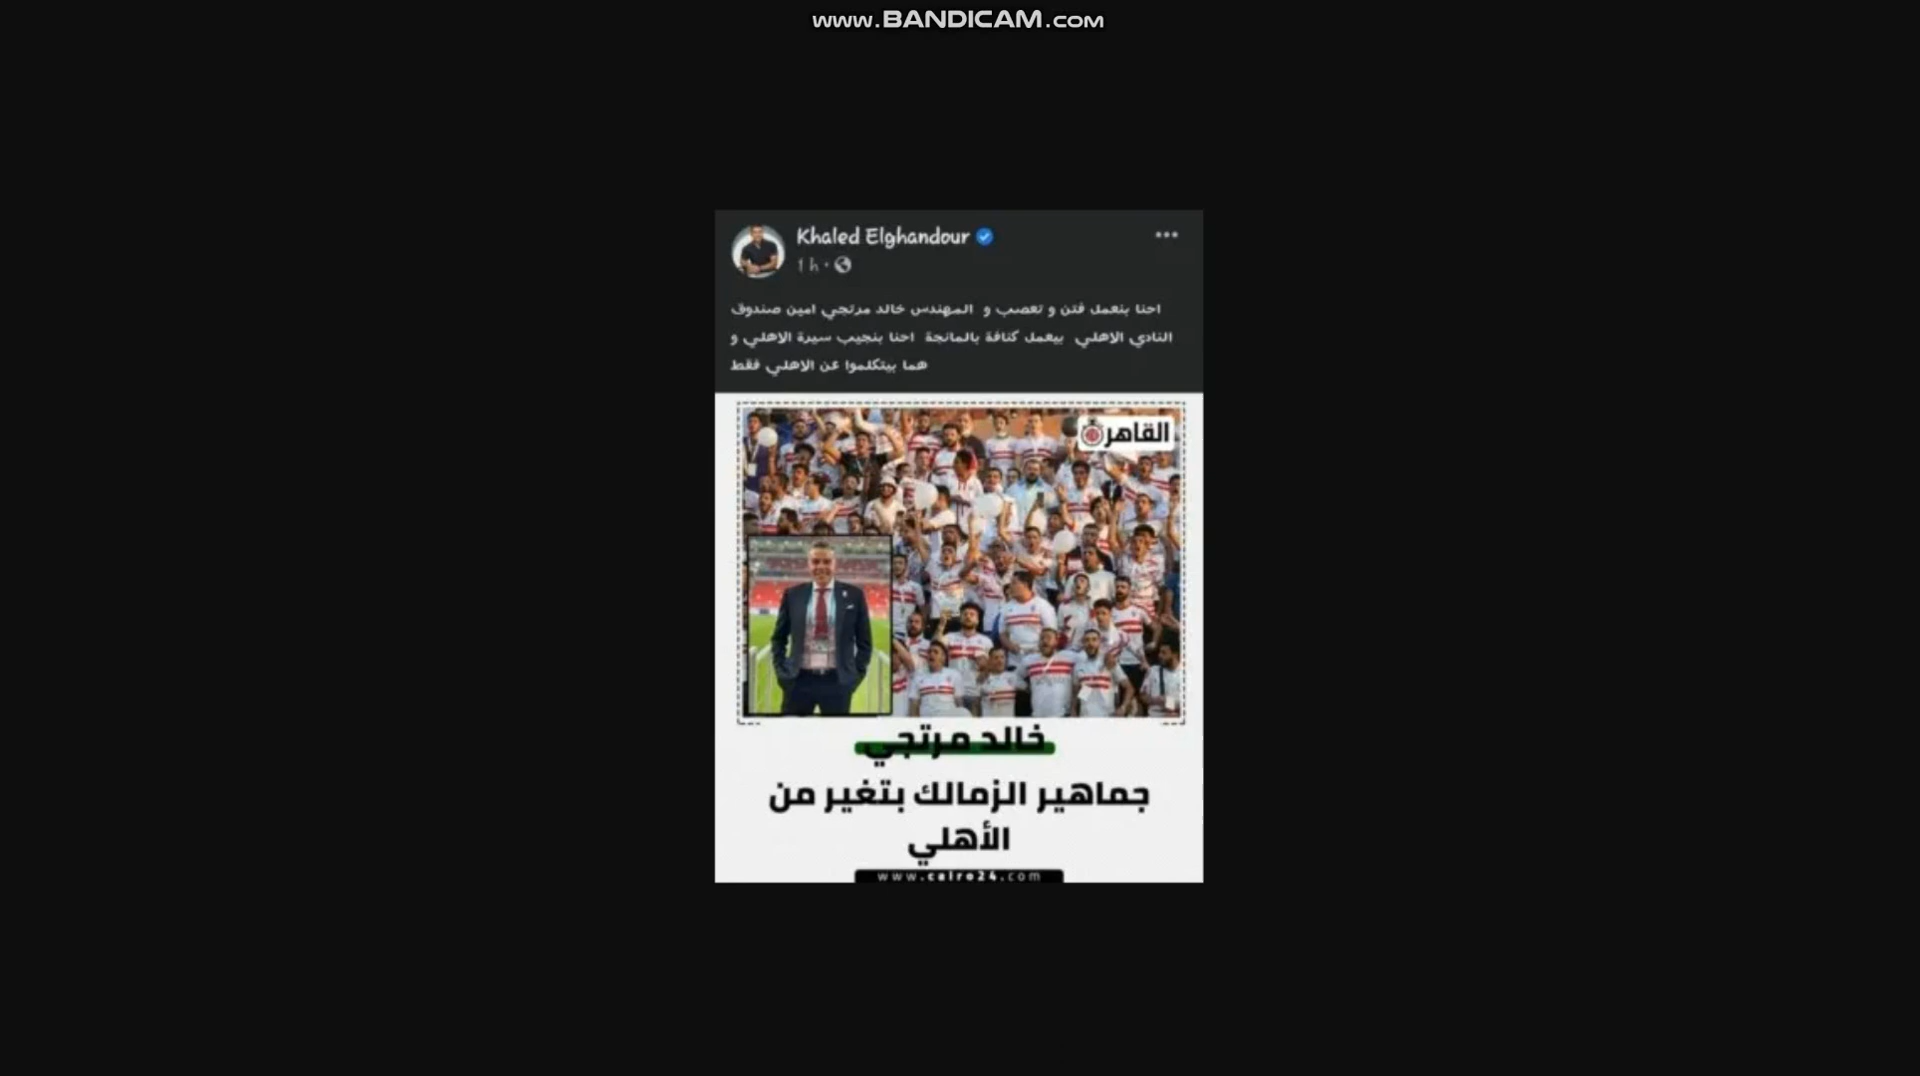 www.BANDICAM.com
Khaled Elghandour
1 h
احنا بنعمل فتن و تعصب و المهندس خالد مرتجي امين صندوق
النادي الاهلي بيعمل كنافة بالمانجة احنا بنجيب سيرة الاهلي و
هما بيتكلموا عن الاهلي فقط
القاهرة
خالد مرتجي
جماهير الزمالك بتغير من
الأهلي
www.cairo24.com